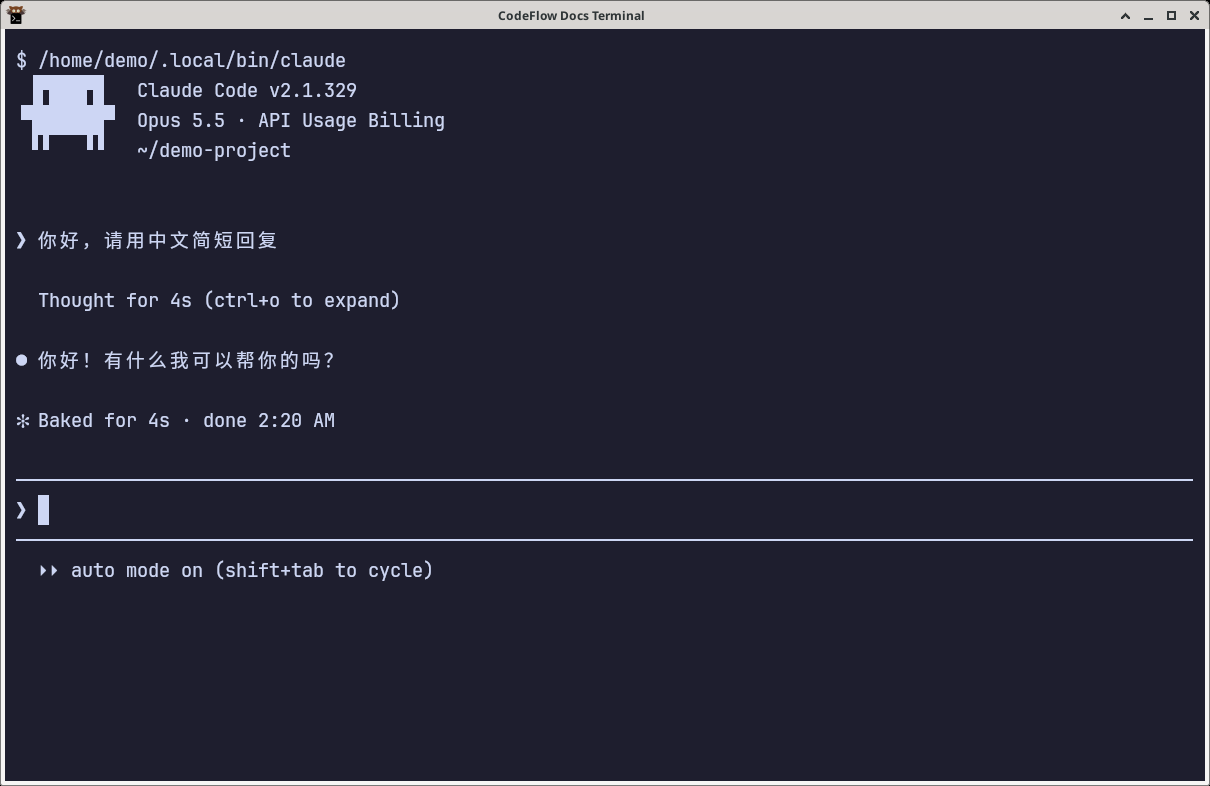 CodeFlow Docs Terminal
$ /home/demo/.local/bin/claude
Claude Code v2.1.329
Opus 5.5 · API Usage Billing
~/demo-project
❯ 你好，请用中文简短回复
Thought for 4s (ctrl+o to expand)
● 你好！有什么我可以帮你的吗？
✻ Baked for 4s · done 2:20 AM
❯
⏵⏵ auto mode on (shift+tab to cycle)